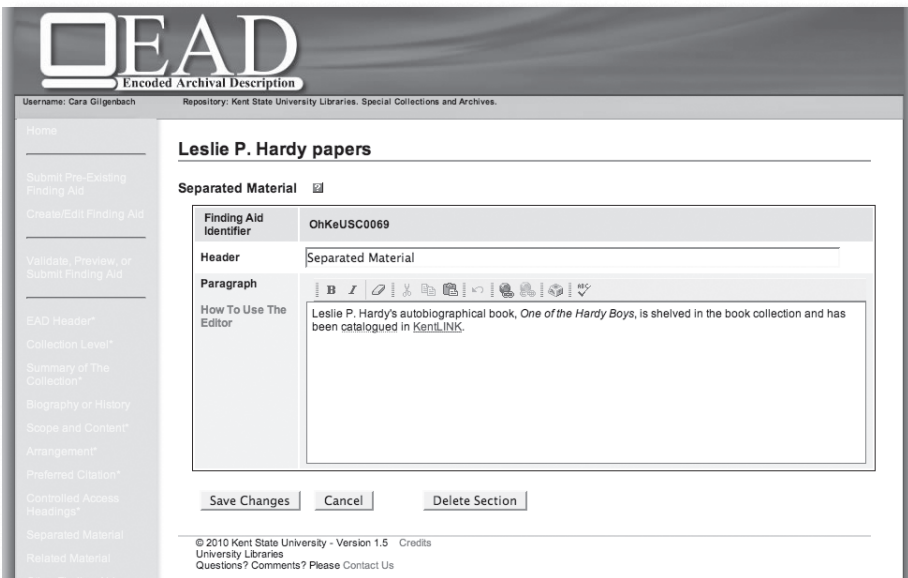 EAD
Encoded Archival Description
Username: Cara Gilgenbach
Repository: Kent State University Libraries. Special Collections and Archives.
Home
Submit Pre-Existing
Finding Aid
Create/Edit Finding Aid
Validate, Preview, or
Submit Finding Aid
EAD Header*
Collection Level*
Summary of The
Collection*
Biography or History
Scope and Content*
Arrangement*
Preferred Citation*
Controlled Access
Headings*
Separated Material
Related Material
Leslie P. Hardy papers
Separated Material ?
Finding Aid
Identifier
OhKeUSC0069
Header
Separated Material
Paragraph
How To Use The
Editor
B I
ABC
Leslie P. Hardy's autobiographical book, One of the Hardy Boys, is shelved in the book collection and has
been catalogued in KentLINK.
Save Changes
Cancel
Delete Section
© 2010 Kent State University - Version 1.5 Credits
University Libraries
Questions? Comments? Please Contact Us